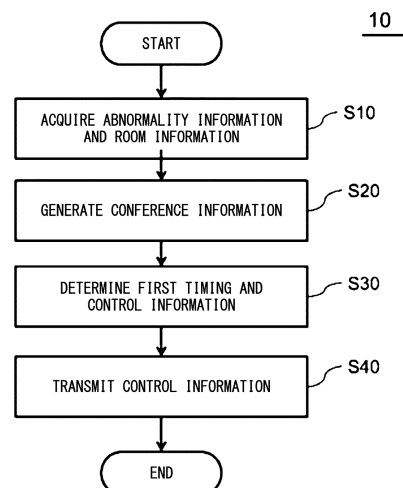 10
START
ACQUIRE ABNORMALITY INFORMATION
AND ROOM INFORMATION
S10
GENERATE CONFERENCE INFORMATION
S20
DETERMINE FIRST TIMING AND
CONTROL INFORMATION
S30
TRANSMIT CONTROL INFORMATION
S40
END